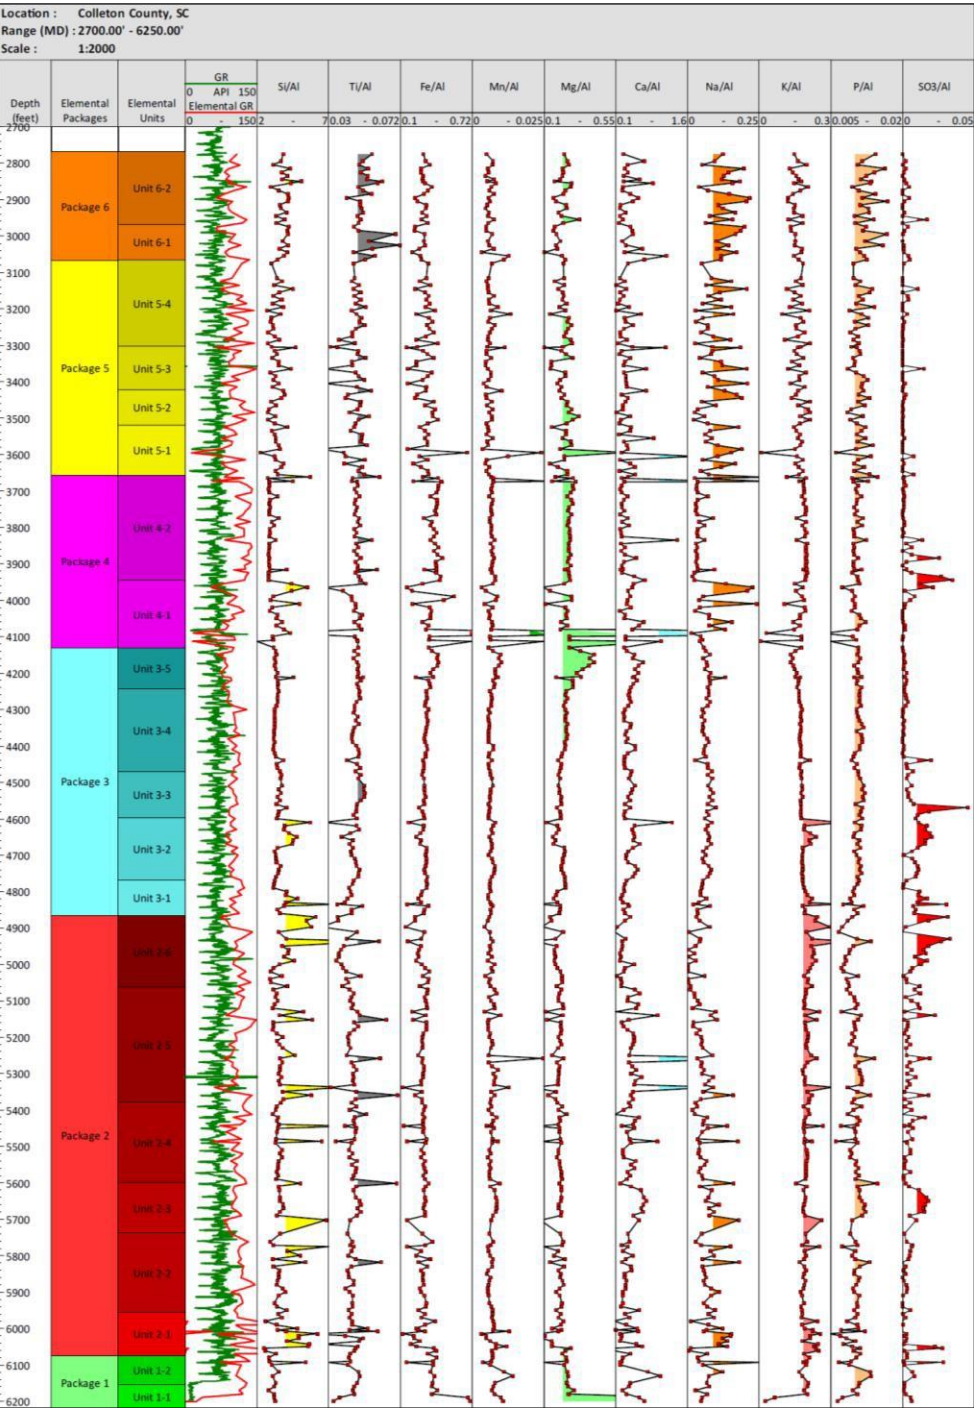 Location : Colleton County, SC
Range (MD) : 2700.00' - 6250.00'
Scale : 1:2000
Depth (feet)
Elemental Packages
Elemental Units
GR
0 API 150
Elemental GR
0 - 150
Si/Al
2 7
Ti/Al
0.03 - 0.072
Fe/Al
0.1 - 0.72
Mn/Al
0 - 0.025
Mg/Al
0.1 - 0.55
Ca/Al
0.1 - 1.6
Na/Al
0 - 0.25
K/Al
0 - 0.3
P/Al
0.005 - 0.02
SO3/Al
0 - 0.05
2700
2800
2900
3000
3100
3200
3300
3400
3500
3600
3700
3800
3900
4000
4100
4200
4300
4400
4500
4600
4700
4800
4900
5000
5100
5200
5300
5400
5500
5600
5700
5800
5900
6000
6100
6200
Package 6
Package 5
Package 4
Package 3
Package 2
Package 1
Unit 6-2
Unit 6-1
Unit 5-4
Unit 5-3
Unit 5-2
Unit 5-1
Unit 4-2
Unit 4-1
Unit 3-5
Unit 3-4
Unit 3-3
Unit 3-2
Unit 3-1
Unit 2-6
Unit 2-5
Unit 2-4
Unit 2-3
Unit 2-2
Unit 2-1
Unit 1-2
Unit 1-1